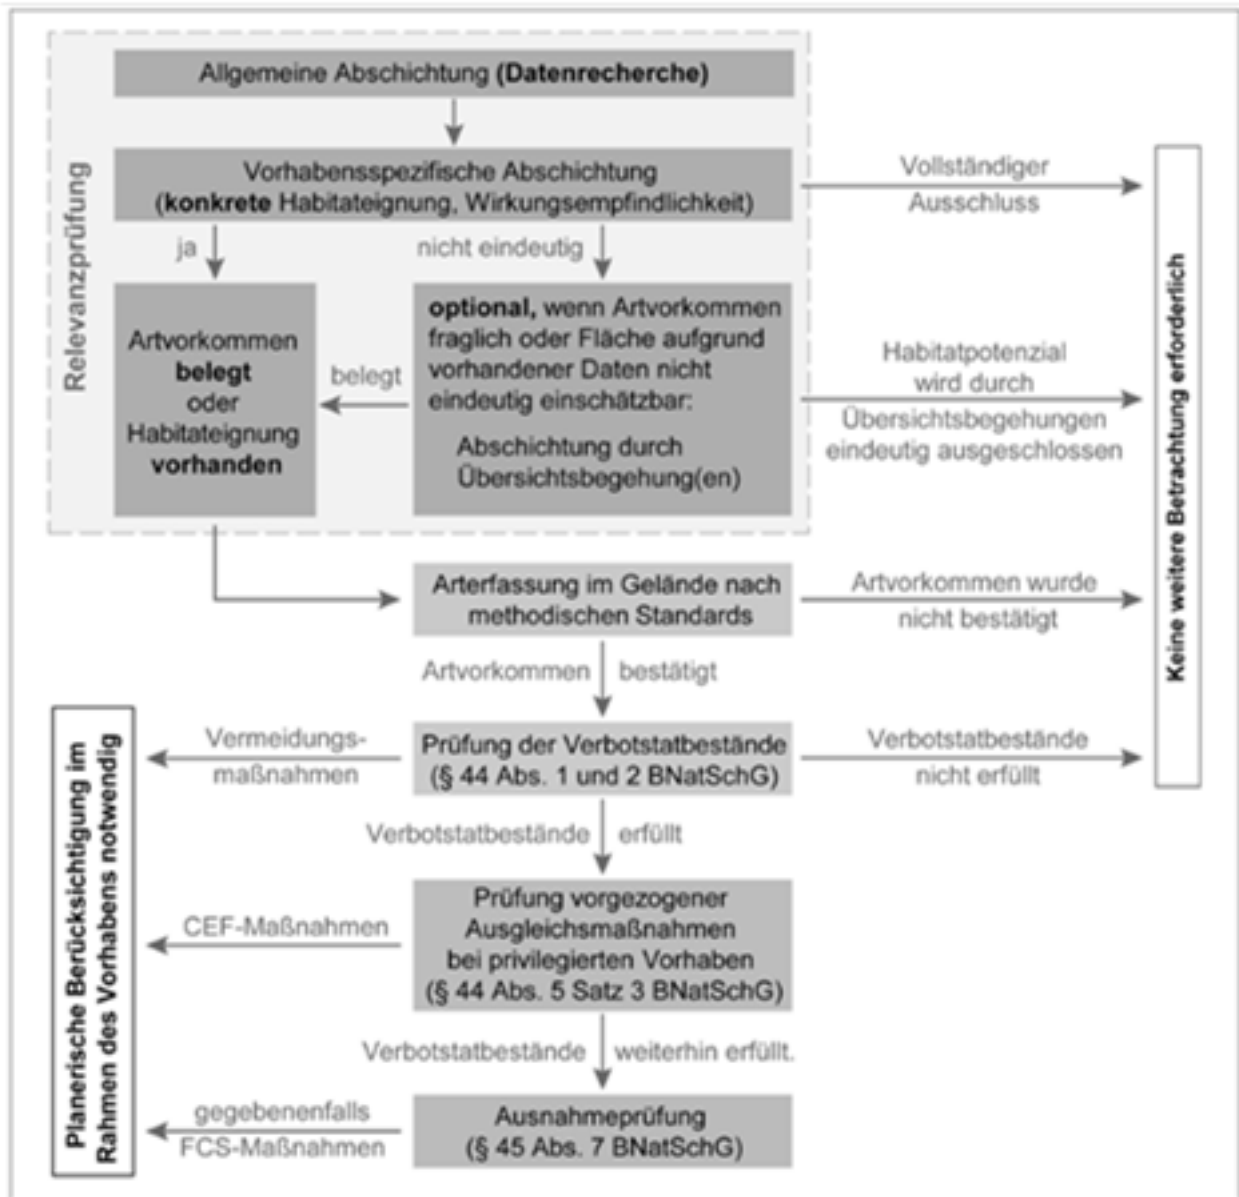 Allgemeine Abschichtung (Datenrecherche)
Relevanzprüfung
Vorhabensspezifische Abschichtung
(konkrete Habitateignung, Wirkungsempfindlichkeit)
Vollständiger
Ausschluss
ja
nicht eindeutig
Artvorkommen
belegt
oder
Habitateignung
vorhanden
belegt
optional, wenn Artvorkommen
fraglich oder Fläche aufgrund
vorhandener Daten nicht
eindeutig einschätzbar:
Abschichtung durch
Übersichtsbegehung(en)
Habitatpotenzial
wird durch
Übersichtsbegehungen
eindeutig ausgeschlossen
Keine weitere Betrachtung erforderlich
Arterfassung im Gelände nach
methodischen Standards
Artvorkommen wurde
nicht bestätigt
Artvorkommen bestätigt
Prüfung der Verbotstatbestände
(§ 44 Abs. 1 und 2 BNatSchG)
Vermeidungs-
maßnahmen
Verbotstatbestände
nicht erfüllt
Planerische Berücksichtigung im
Rahmen des Vorhabens notwendig
Verbotstatbestände erfüllt
Prüfung vorgezogener
Ausgleichsmaßnahmen
bei privilegierten Vorhaben
(§ 44 Abs. 5 Satz 3 BNatSchG)
CEF-Maßnahmen
Verbotstatbestände weiterhin erfüllt.
Ausnahmeprüfung
(§ 45 Abs. 7 BNatSchG)
gegebenenfalls
FCS-Maßnahmen